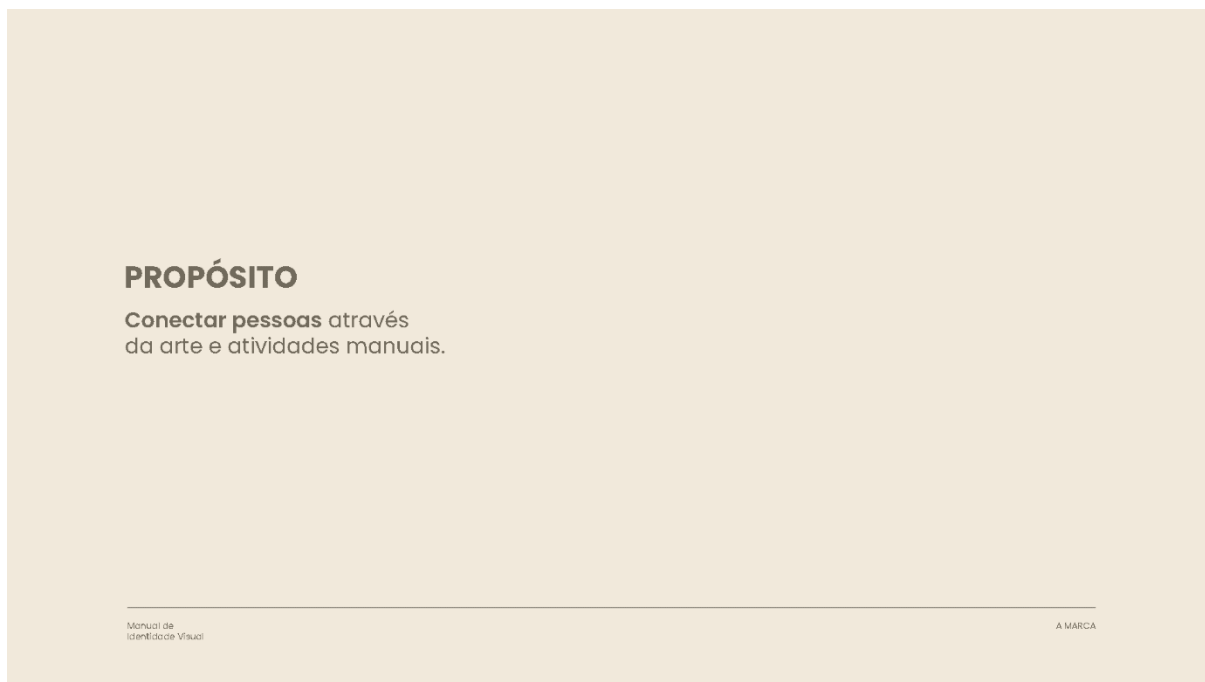 PROPÓSITO
Conectar pessoas através
da arte e atividades manuais.
Manual de
Identidade Visual
A MARCA